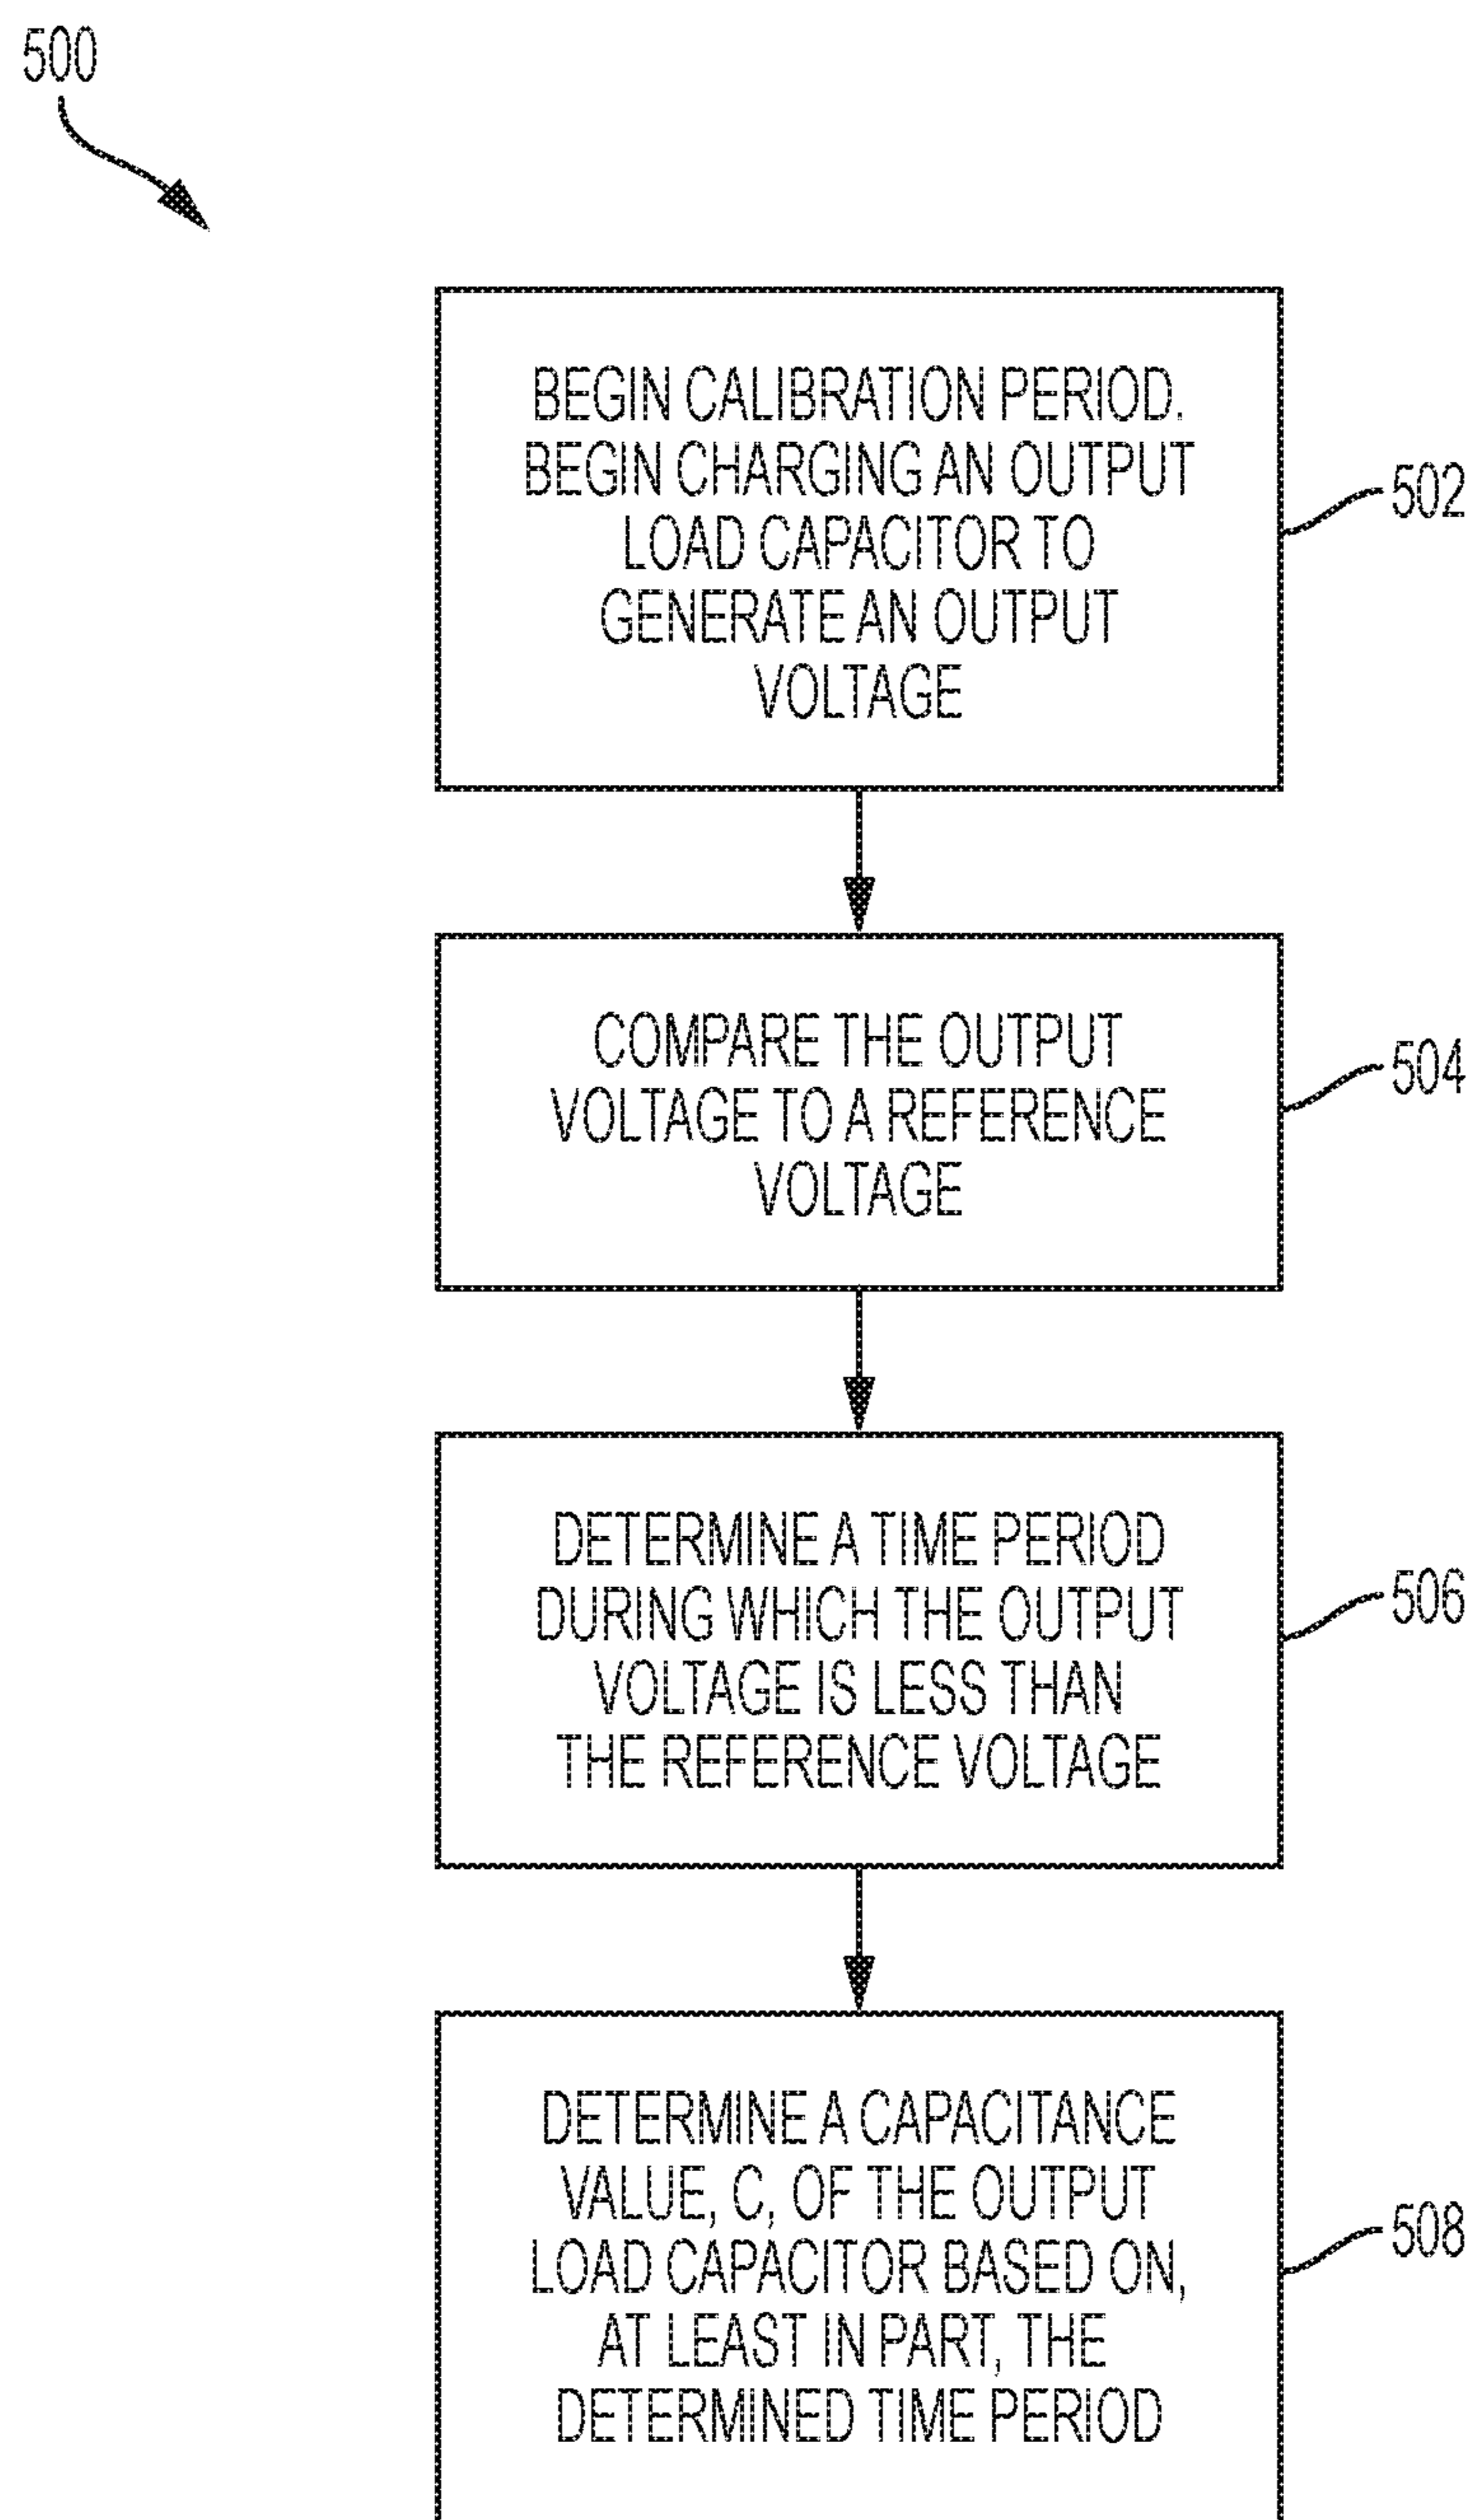 500
BEGIN CALIBRATION PERIOD.
BEGIN CHARGING AN OUTPUT
LOAD CAPACITOR TO
GENERATE AN OUTPUT
VOLTAGE
502
COMPARE THE OUTPUT
VOLTAGE TO A REFERENCE
VOLTAGE
504
DETERMINE A TIME PERIOD
DURING WHICH THE OUTPUT
VOLTAGE IS LESS THAN
THE REFERENCE VOLTAGE
506
DETERMINE A CAPACITANCE
VALUE, C, OF THE OUTPUT
LOAD CAPACITOR BASED ON,
AT LEAST IN PART, THE
DETERMINED TIME PERIOD
508